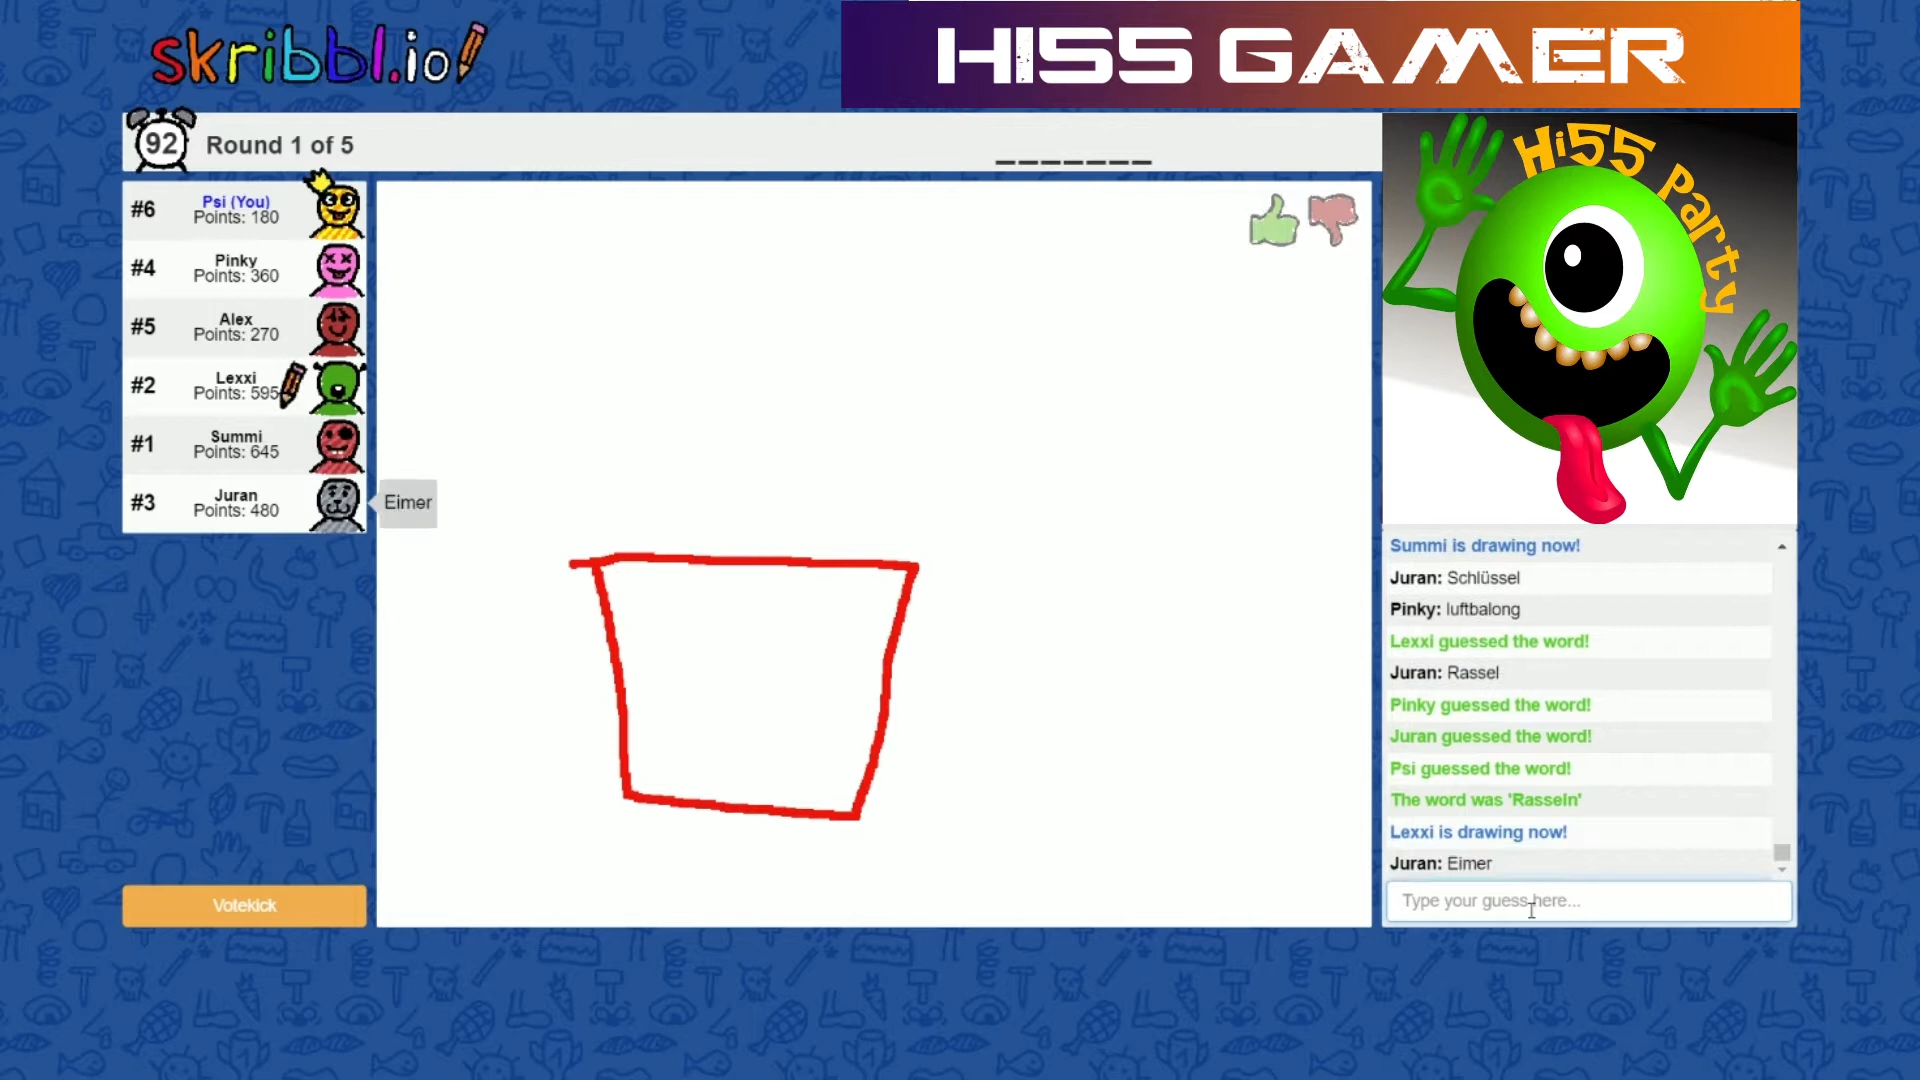 skribbl.io
HI55 GAMER
92
Round 1 of 5
_______
Hi55 Party
#6
Psi (You)
Points: 180
#4
Pinky
Points: 360
#5
Alex
Points: 270
#2
Lexxi
Points: 595
#1
Summi
Points: 645
#3
Juran
Points: 480
Eimer
Votekick
Summi is drawing now!
Juran: Schlüssel
Pinky: luftbalong
Lexxi guessed the word!
Juran: Rassel
Pinky guessed the word!
Juran guessed the word!
Psi guessed the word!
The word was 'Rasseln'
Lexxi is drawing now!
Juran: Eimer
Type your guess here...